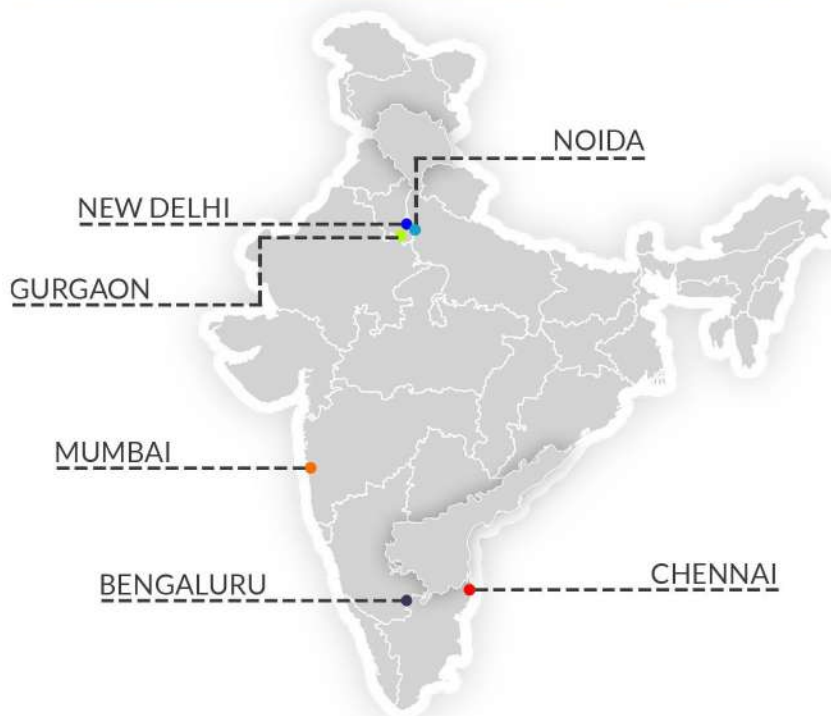 NOIDA
NEW DELHI
GURGAON
MUMBAI
BENGALURU
CHENNAI